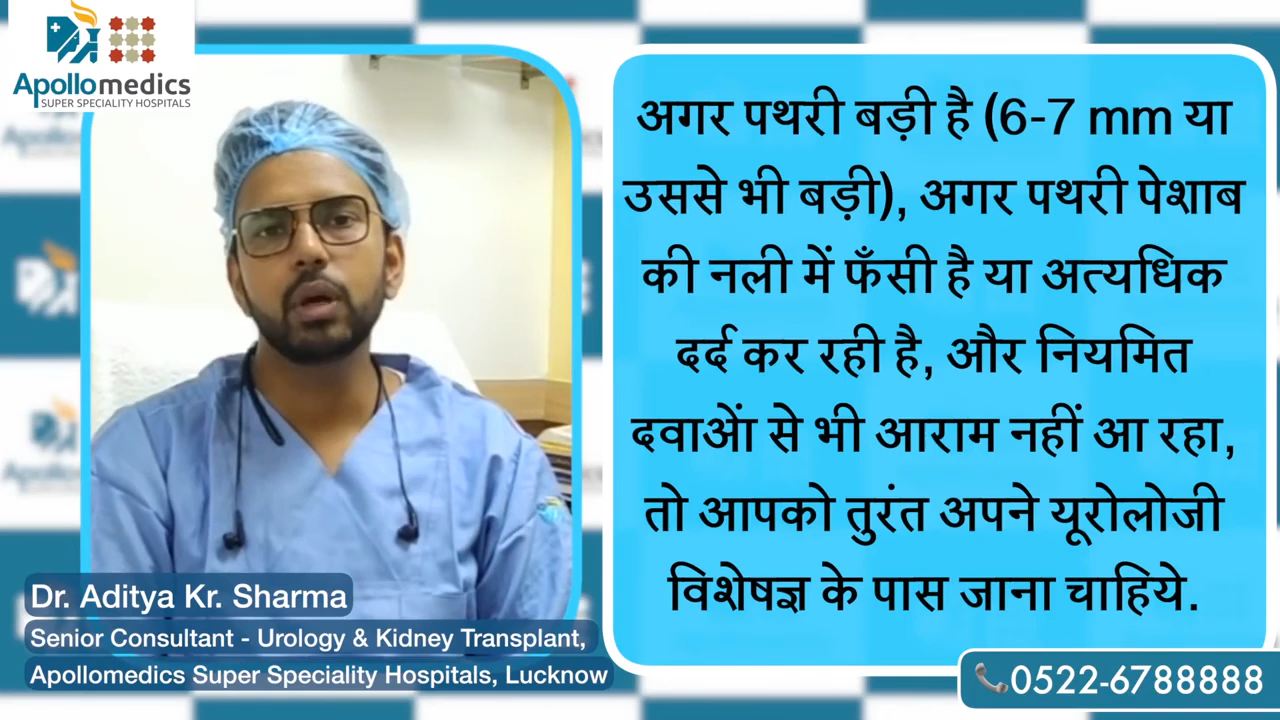 Apollomedics
SUPER SPECIALITY HOSPITALS
अगर पथरी बड़ी है (6-7 mm या
उससे भी बड़ी), अगर पथरी पेशाब
की नली में फँसी है या अत्यधिक
दर्द कर रही है, और नियमित
दवाओं से भी आराम नहीं आ रहा,
तो आपको तुरंत अपने यूरोलोजी
विशेषज्ञ के पास जाना चाहिये.
Dr. Aditya Kr. Sharma
Senior Consultant - Urology & Kidney Transplant,
Apollomedics Super Speciality Hospitals, Lucknow
0522-6788888